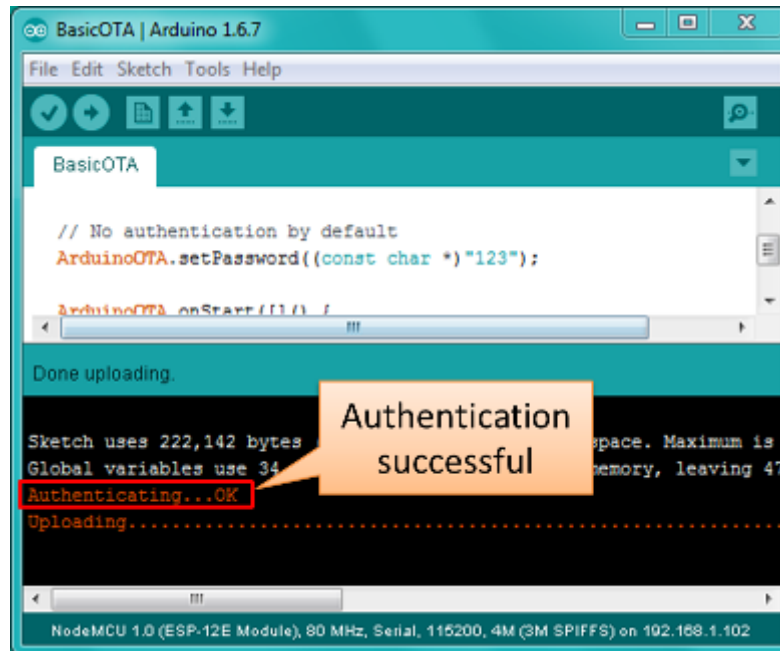 BasicOTA | Arduino 1.6.7
File Edit Sketch Tools Help
BasicOTA
// No authentication by default
ArduinoOTA.setPassword((const char *)"123");
ArduinoOTA.onStart([]() {
Done uploading.
Authentication
successful
Sketch uses 222,142 bytes space. Maximum is
Global variables use 34 memory, leaving 47
Authenticating...OK
Uploading..........................................................
NodeMCU 1.0 (ESP-12E Module), 80 MHz, Serial, 115200, 4M (3M SPIFFS) on 192.168.1.102